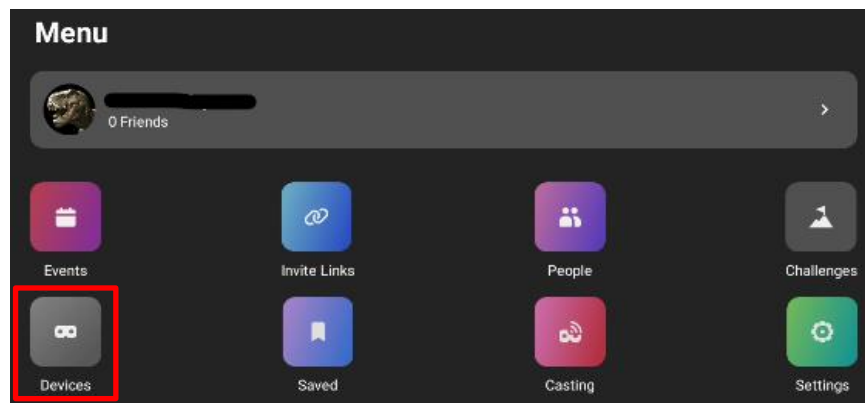 Menu
0 Friends
Events
Invite Links
People
Challenges
Devices
Saved
Casting
Settings